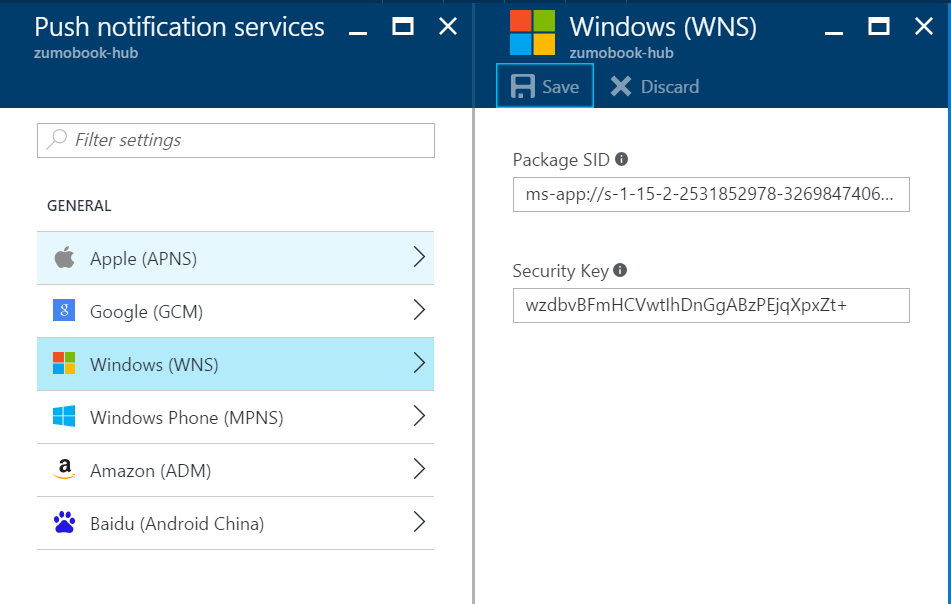 Push notification services
zumobook-hub
Filter settings
GENERAL
Apple (APNS)
Google (GCM)
Windows (WNS)
Windows Phone (MPNS)
Amazon (ADM)
Baidu (Android China)
Windows (WNS)
zumobook-hub
Save Discard
Package SID
ms-app://s-1-15-2-2531852978-3269847406...
Security Key
wzdbvBFmHCVwtIhDnGgABzPEjqXpxZt+